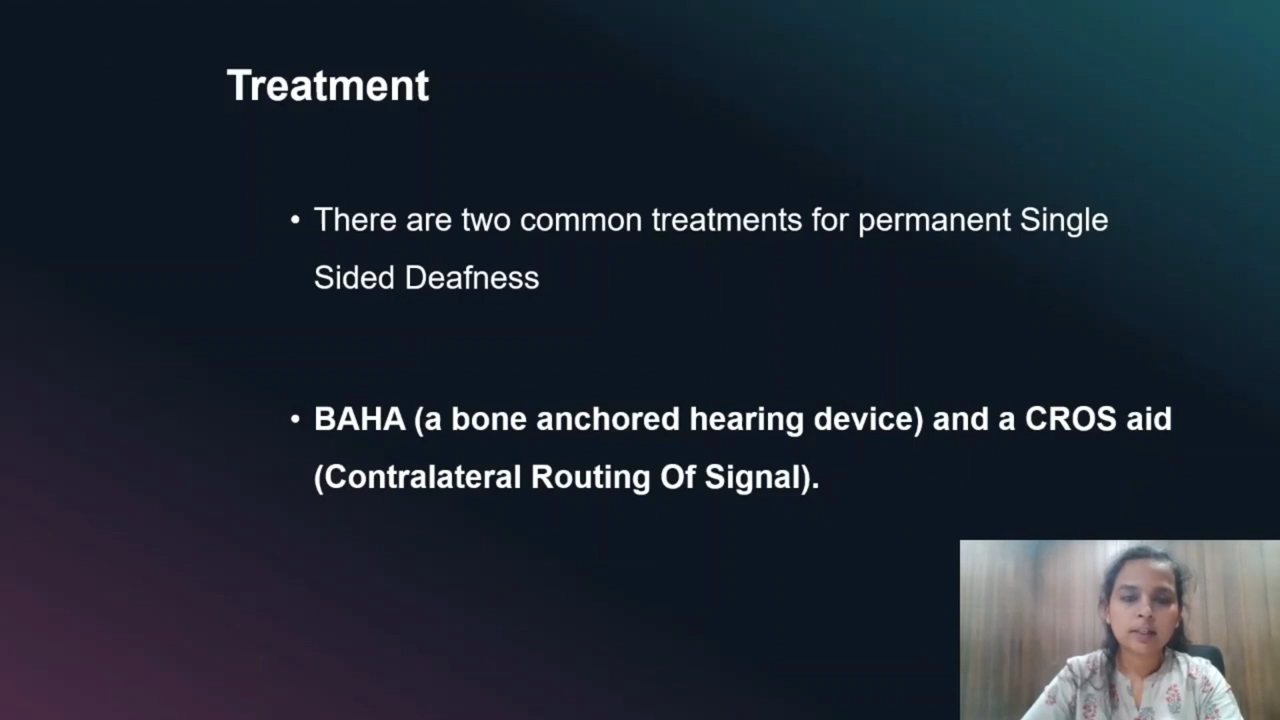 Treatment
• There are two common treatments for permanent Single
Sided Deafness
• BAHA (a bone anchored hearing device) and a CROS aid
(Contralateral Routing Of Signal).